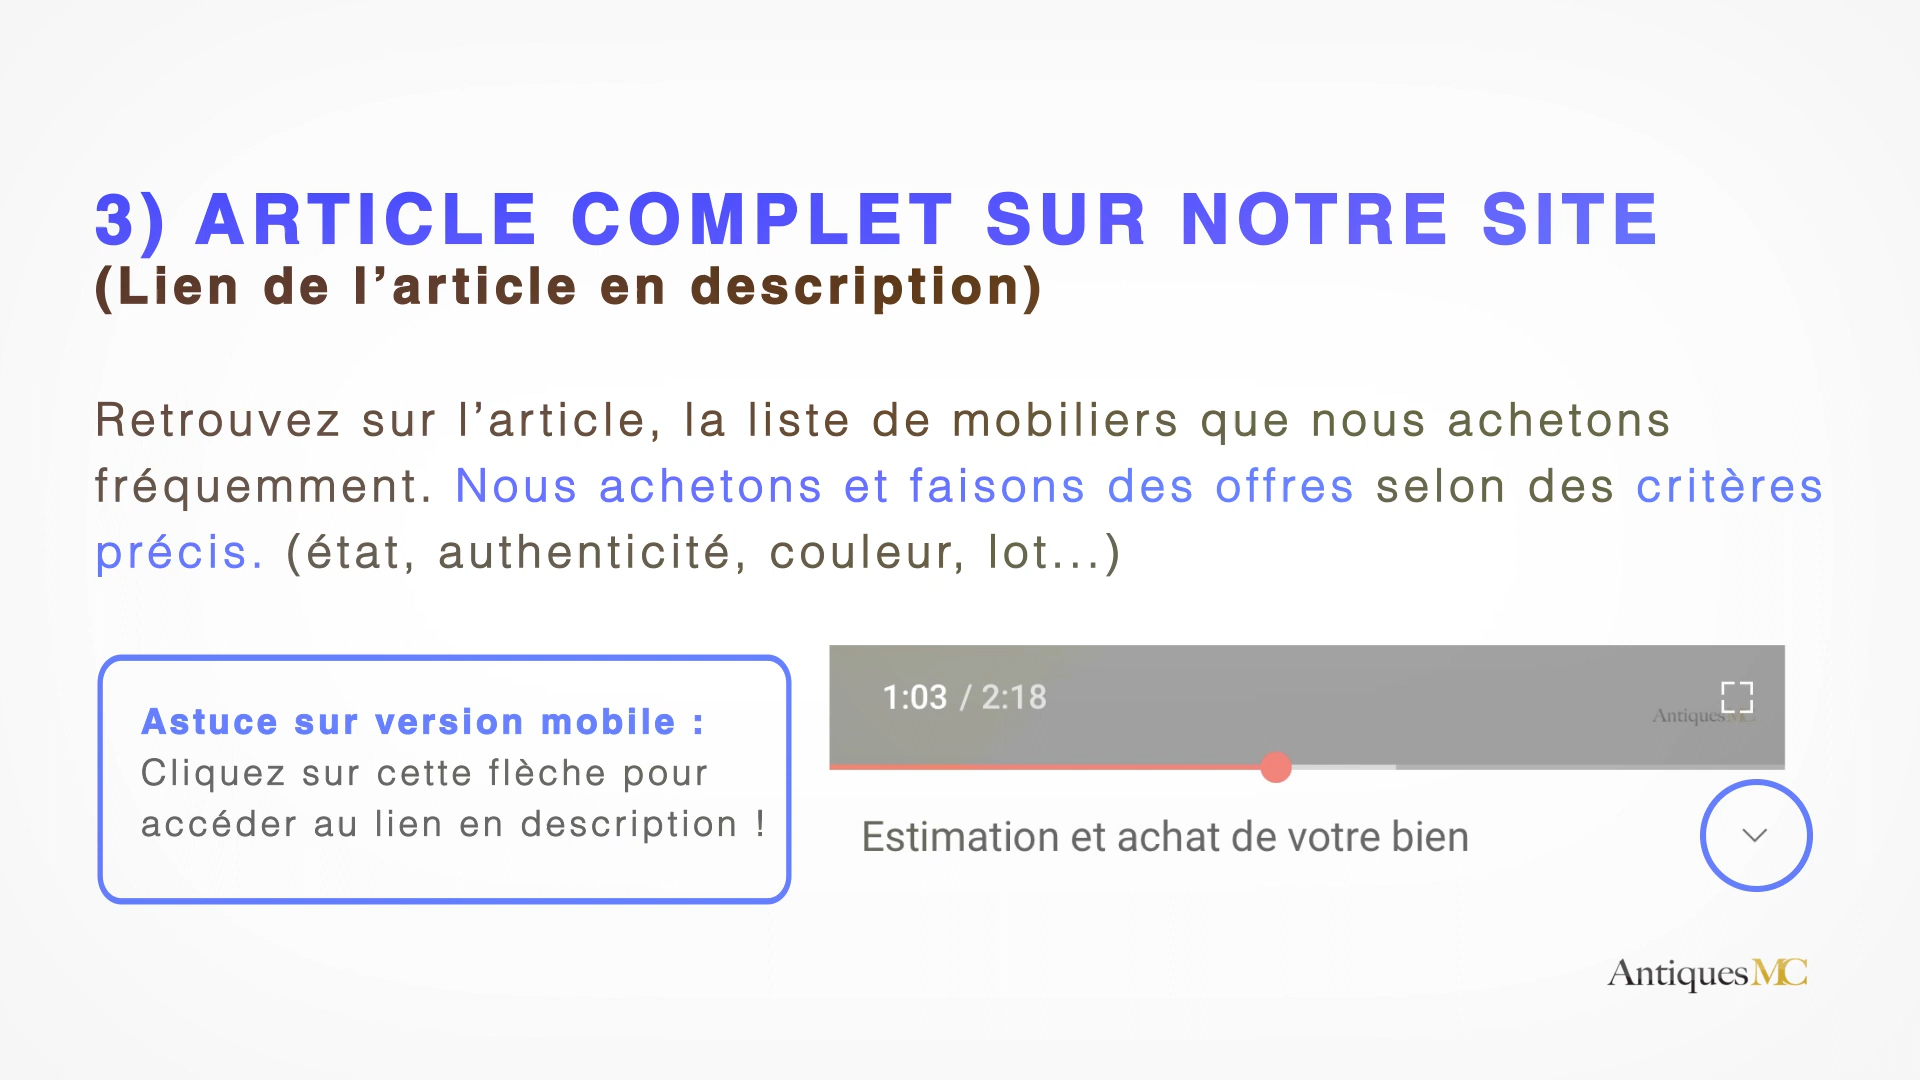 3) ARTICLE COMPLET SUR NOTRE SITE
(Lien de l’article en description)
Retrouvez sur l’article, la liste de mobiliers que nous achetons
fréquemment. Nous achetons et faisons des offres selon des critères
précis. (état, authenticité, couleur, lot...)
Astuce sur version mobile :
Cliquez sur cette flèche pour
accéder au lien en description !
1:03 / 2:18
AntiquesMC
Estimation et achat de votre bien
AntiquesMC